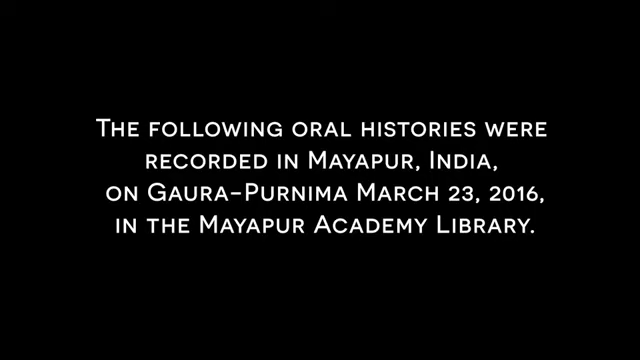 The following oral histories were
recorded in Mayapur, India,
on Gaura-Purnima March 23, 2016,
in the Mayapur Academy Library.